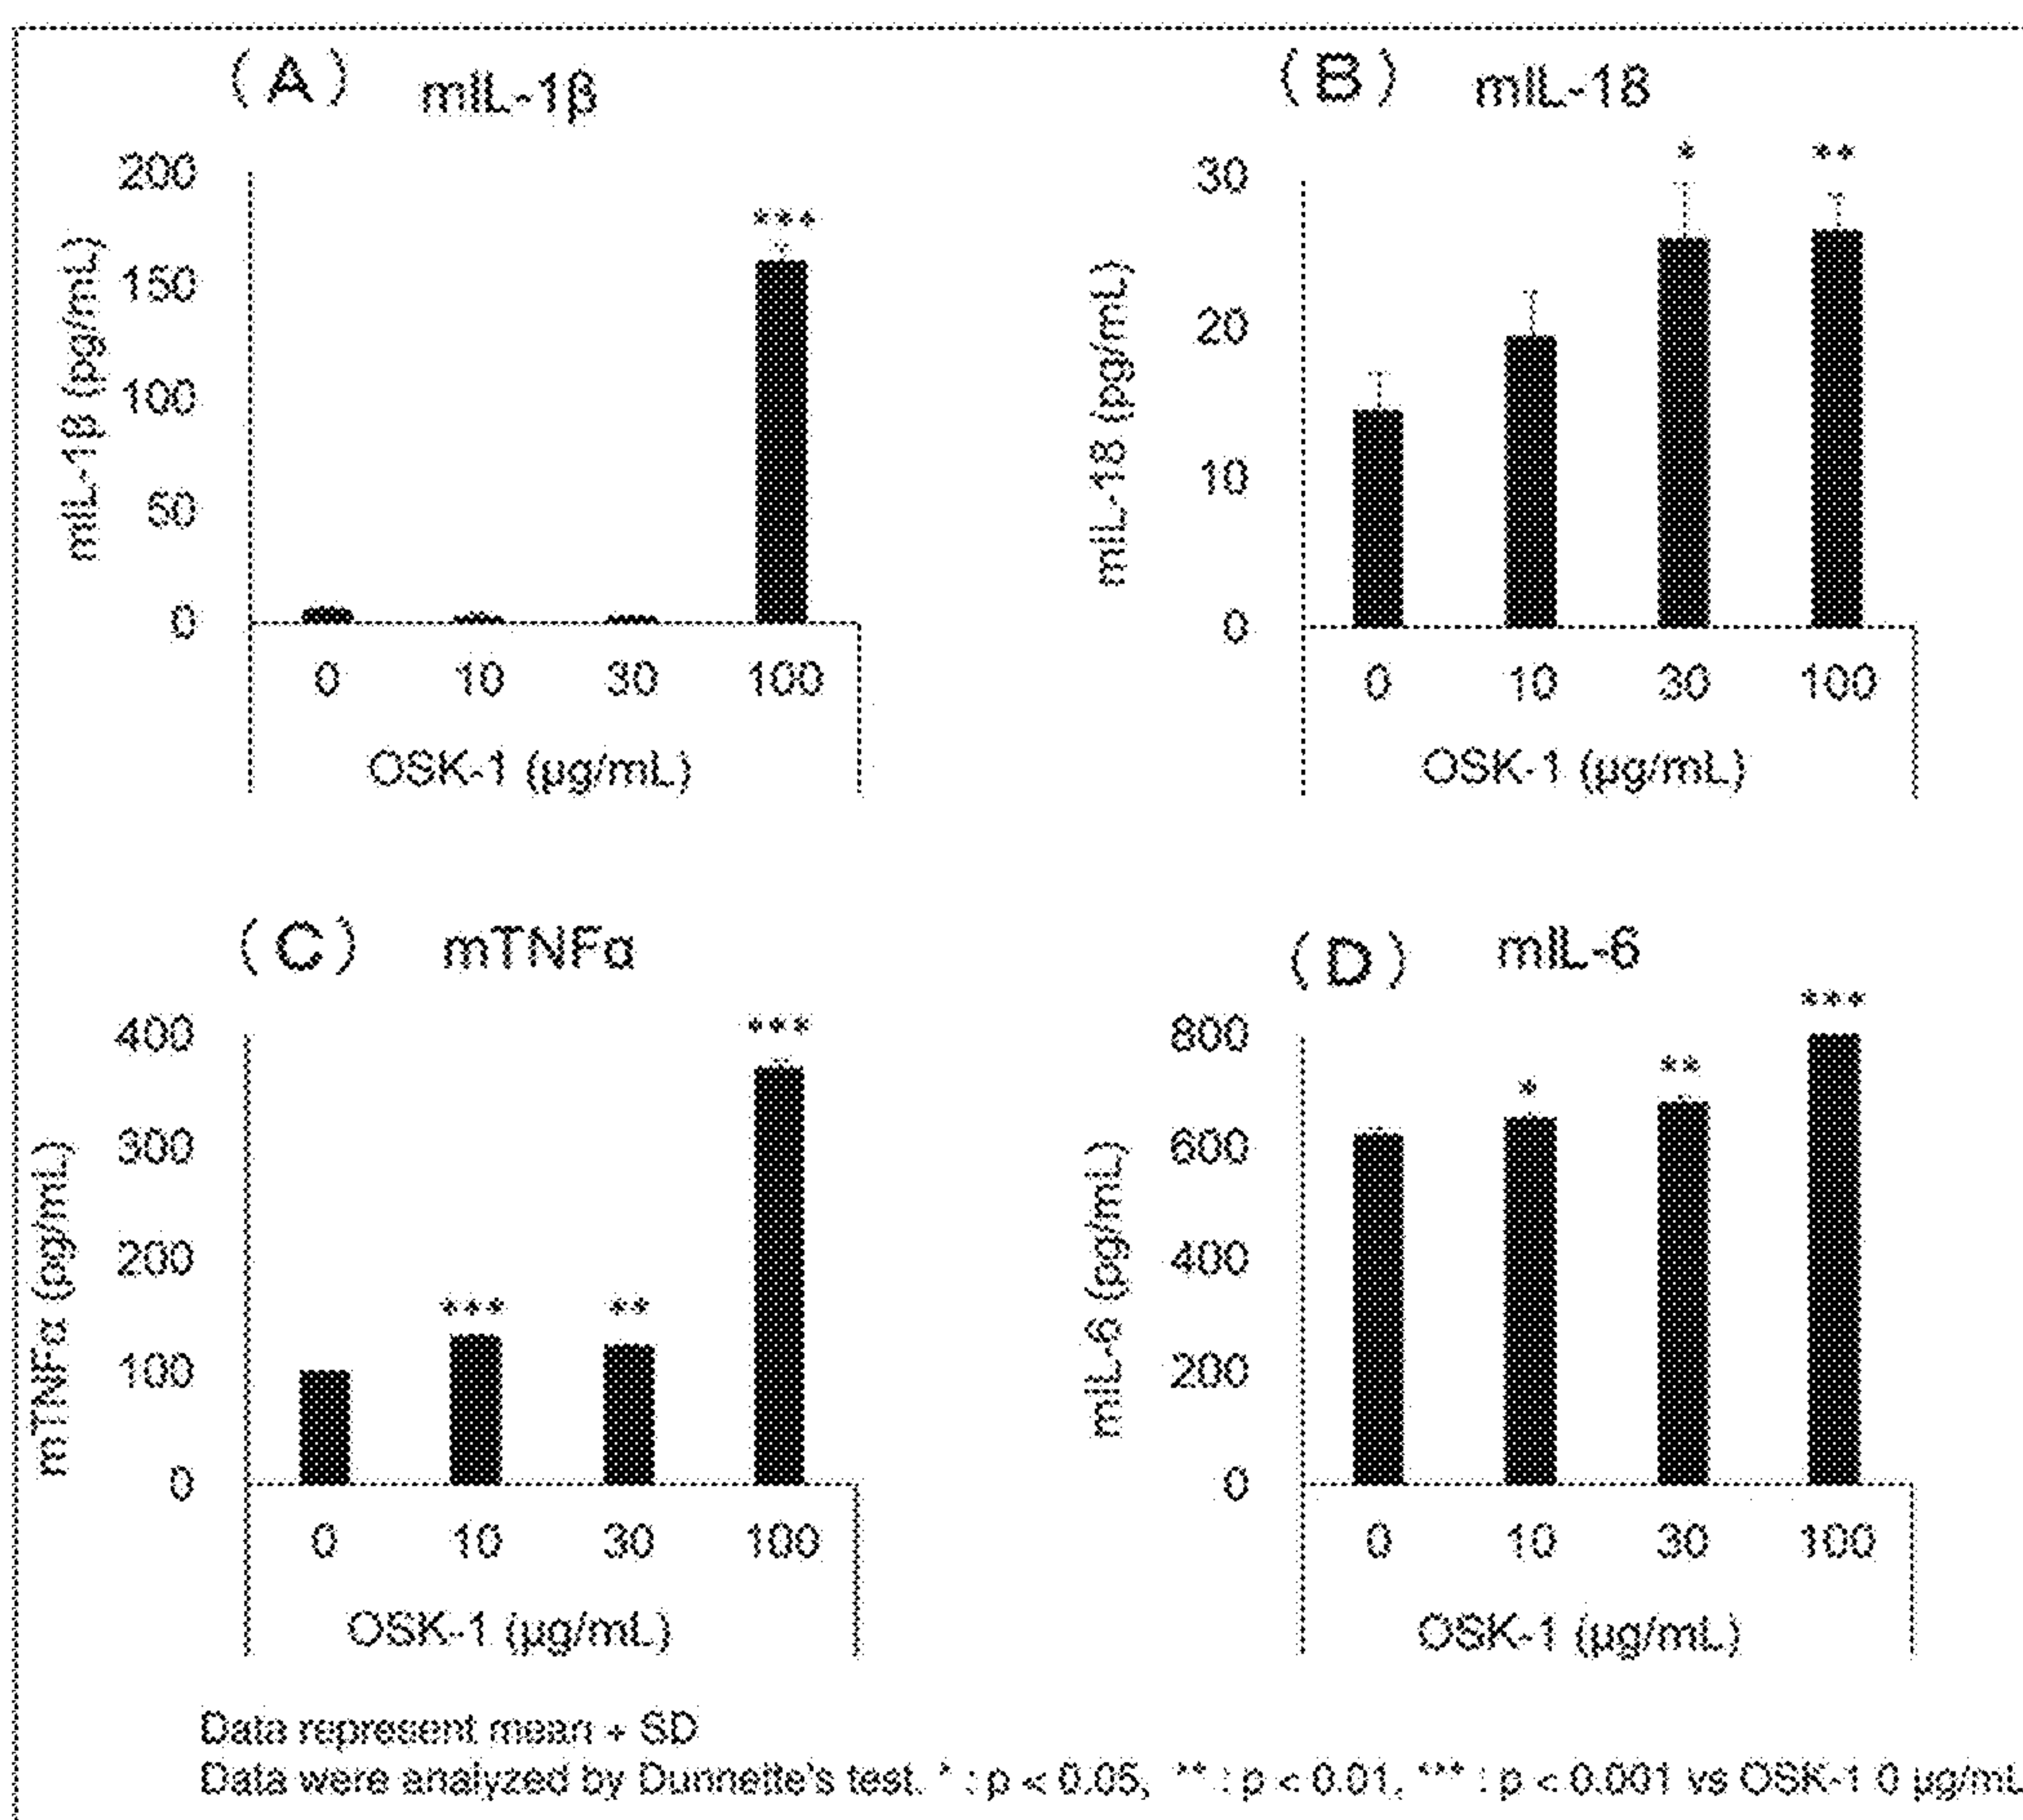 (A) mIL-1β
***
200
150
100
50
0
mIL-1β (pg/mL)
0 10 30 100
OSK-1 (µg/mL)
(B) mIL-18
* **
30
20
10
0
mIL-18 (pg/mL)
0 10 30 100
OSK-1 (µg/mL)
(C) mTNFα
*** ** ***
400
300
200
100
0
mTNFα (pg/mL)
0 10 30 100
OSK-1 (µg/mL)
(D) mIL-6
* ** ***
800
600
400
200
0
mIL-6 (pg/mL)
0 10 30 100
OSK-1 (µg/mL)
Data represent mean + SD
Data were analyzed by Dunnette's test. * : p < 0.05, ** : p < 0.01, *** : p < 0.001 vs OSK-1 0 µg/mL